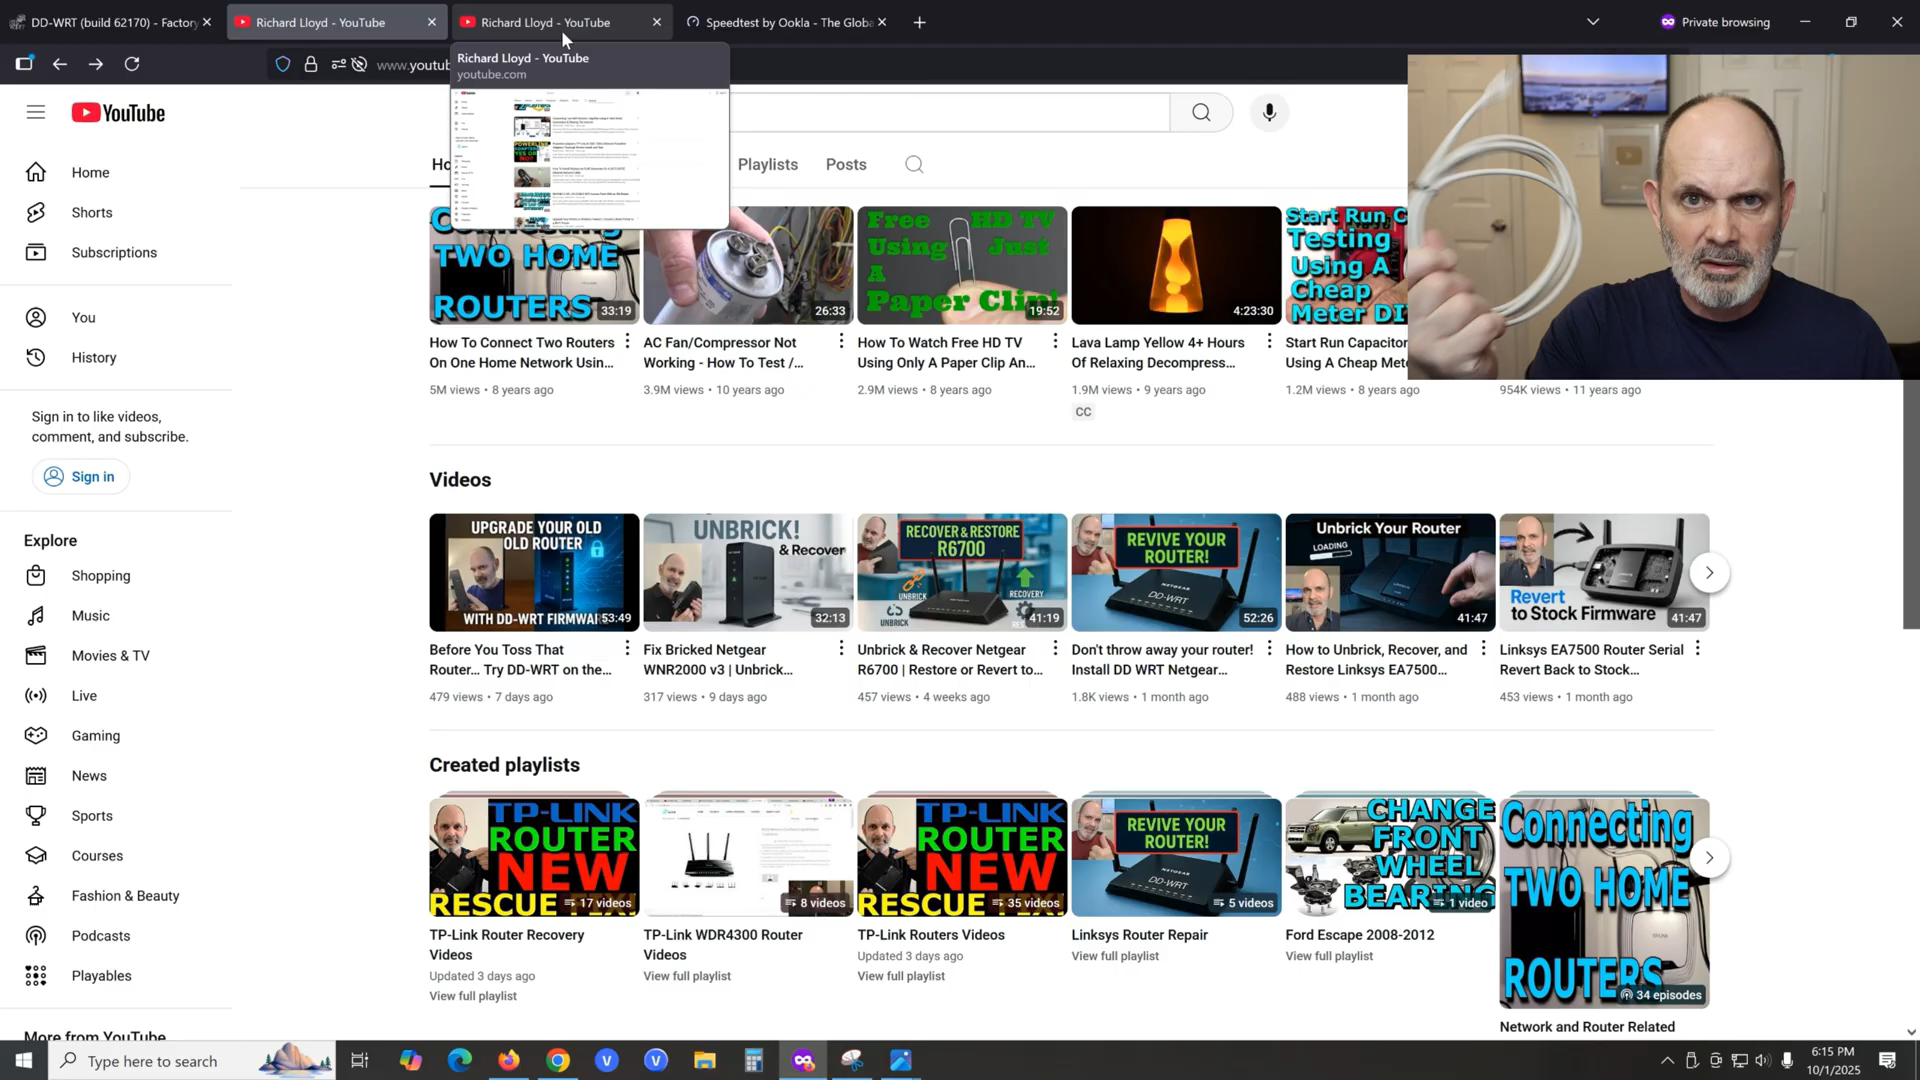 DD-WRT (build 62170) - Factory
Richard Lloyd - YouTube
Richard Lloyd - YouTube
Speedtest by Ookla - The Globa
Private browsing
www.youtub
Richard Lloyd - YouTube
youtube.com
YouTube
Playlists
Posts
Home
Shorts
Subscriptions
You
History
Sign in to like videos,
comment, and subscribe.
Sign in
Explore
Shopping
Music
Movies & TV
Live
Gaming
News
Sports
Courses
Fashion & Beauty
Podcasts
Playables
More from YouTube
Connecting
TWO HOME
ROUTERS
33:19
How To Connect Two Routers
On One Home Network Usin...
5M views • 8 years ago
26:33
AC Fan/Compressor Not
Working - How To Test /...
3.9M views • 10 years ago
Free HD TV
Using Just
A
Paper Clip!
19:52
How To Watch Free HD TV
Using Only A Paper Clip An...
2.9M views • 8 years ago
4:23:30
Lava Lamp Yellow 4+ Hours
Of Relaxing Decompress...
1.9M views • 9 years ago
CC
Start Run C
Testing
Using A
Cheap
Meter DI
Start Run Capacitor
Using A Cheap Mete
1.2M views • 8 years ago
954K views • 11 years ago
Videos
UPGRADE YOUR OLD
OLD ROUTER
WITH DD-WRT FIRMWAR
53:49
Before You Toss That
Router... Try DD-WRT on the...
479 views • 7 days ago
UNBRICK!
& Recover
32:13
Fix Bricked Netgear
WNR2000 v3 | Unbrick...
317 views • 9 days ago
RECOVER & RESTORE
R6700
UNBRICK
RECOVERY
UNBRICK
41:19
Unbrick & Recover Netgear
R6700 | Restore or Revert to...
457 views • 4 weeks ago
REVIVE YOUR
ROUTER!
NETGEAR
DD-WRT
52:26
Don't throw away your router!
Install DD WRT Netgear...
1.8K views • 1 month ago
Unbrick Your Router
LOADING
41:47
How to Unbrick, Recover, and
Restore Linksys EA7500...
488 views • 1 month ago
Revert
to Stock Firmware
41:47
Linksys EA7500 Router Serial
Revert Back to Stock...
453 views • 1 month ago
Created playlists
TP-LINK
ROUTER
NEW
RESCUE
17 videos
TP-Link Router Recovery
Videos
Updated 3 days ago
View full playlist
8 videos
TP-Link WDR4300 Router
Videos
View full playlist
TP-LINK
ROUTER
NEW
RESCUE
35 videos
TP-Link Routers Videos
Updated 3 days ago
View full playlist
REVIVE YOUR
ROUTER!
NETGEAR
DD-WRT
5 videos
Linksys Router Repair
View full playlist
CHANGE
FRONT
WHEEL
BEARING
1 video
Ford Escape 2008-2012
View full playlist
Connecting
TWO HOME
ROUTERS
34 episodes
Network and Router Related
Type here to search
6:15 PM
10/1/2025